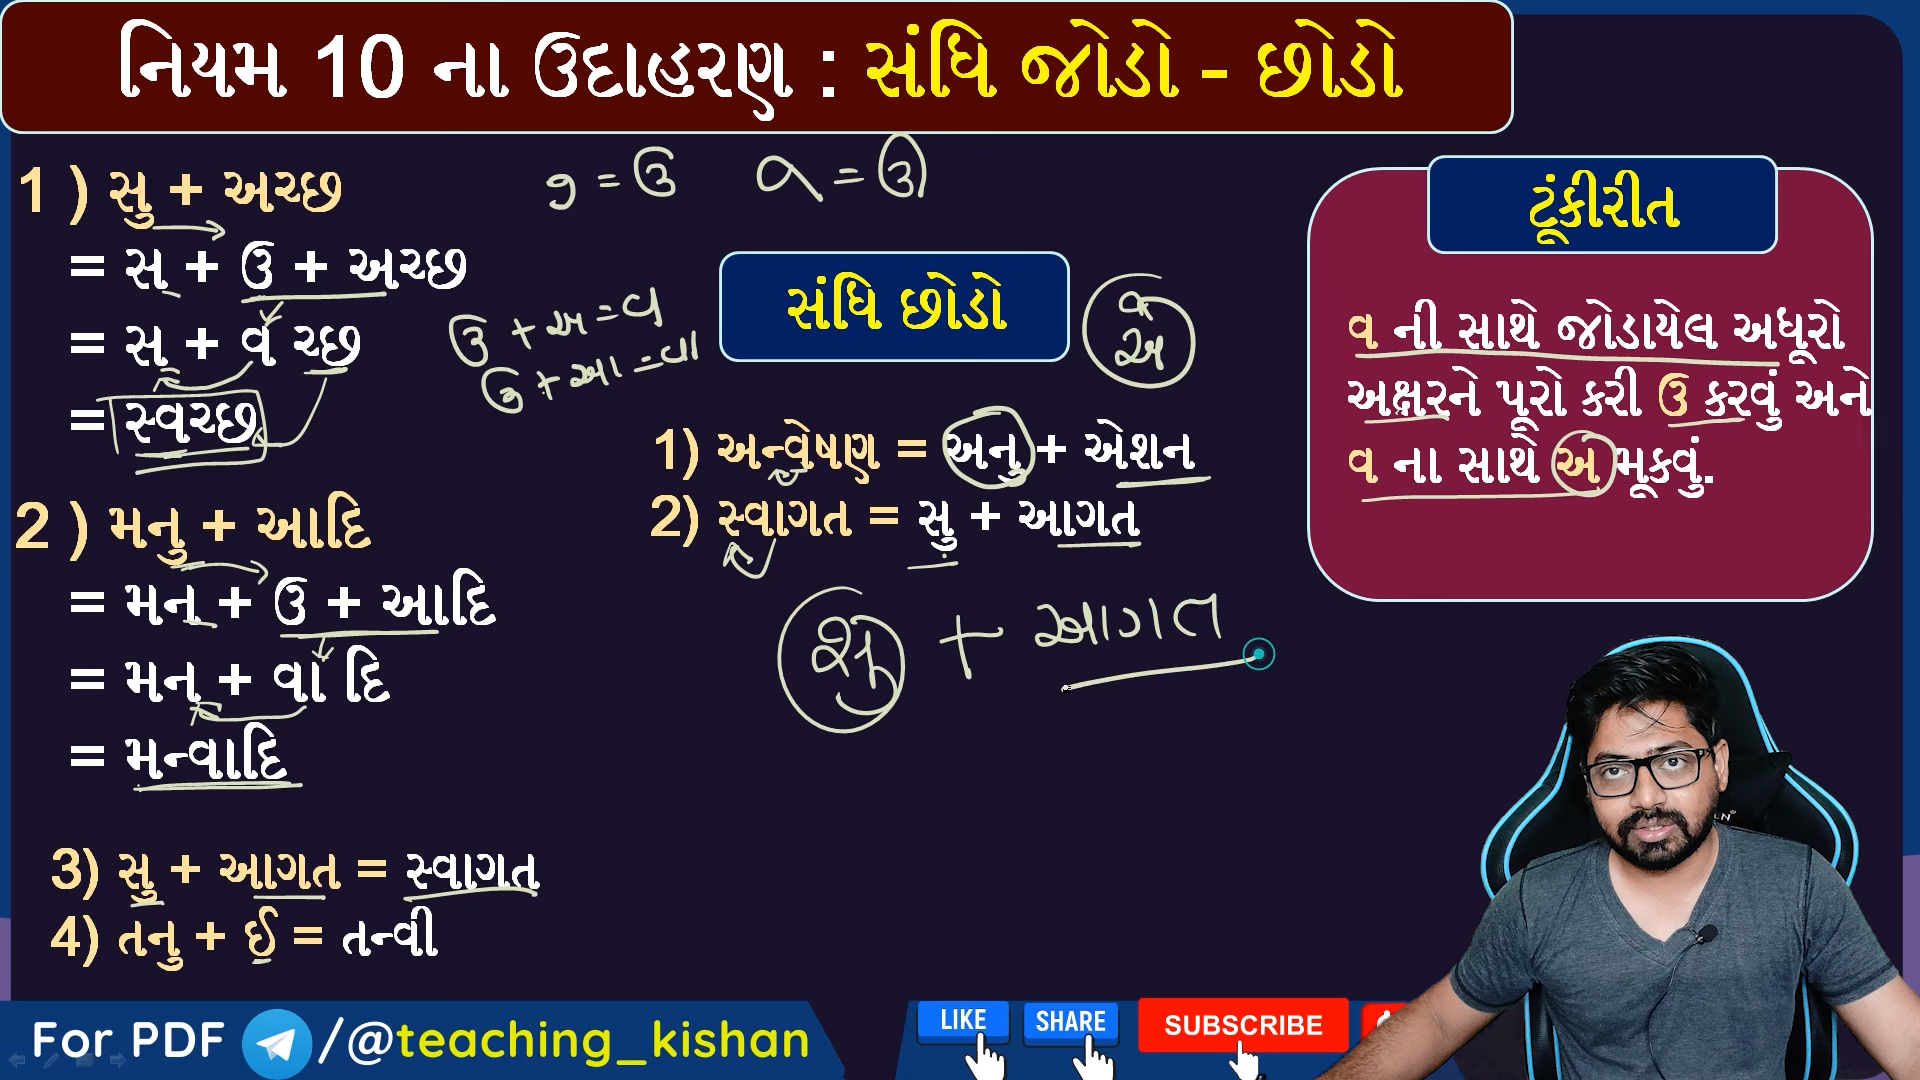 નિયમ 10 ના ઉદાહરણ : સંધિ જોડો - છોડો
1 ) સુ + અચ્છ
= સ્ + ઉ + અચ્છ
= સ્ + વ ચ્છ
= સ્વચ્છ
2 ) મનુ + આદિ
= મન્ + ઉ + આદિ
= મન્ + વા દિ
= મન્વાદિ
3) સુ + આગત = સ્વાગત
4) તનુ + ઈ = તન્વી
ઉ + અ = વ
ઉ + આ = વા
સંધિ છોડો
વ
અ
1) અન્વેષણ = અનુ + એશન
2) સ્વાગત = સુ + આગત
સુ + આગત
ટૂંકીરીત
વ ની સાથે જોડાયેલ અધૂરો
અક્ષરને પૂરો કરી ઉ કરવું અને
વ ના સાથે અ મૂકવું.
For PDF /@teaching_kishan
LIKE SHARE SUBSCRIBE